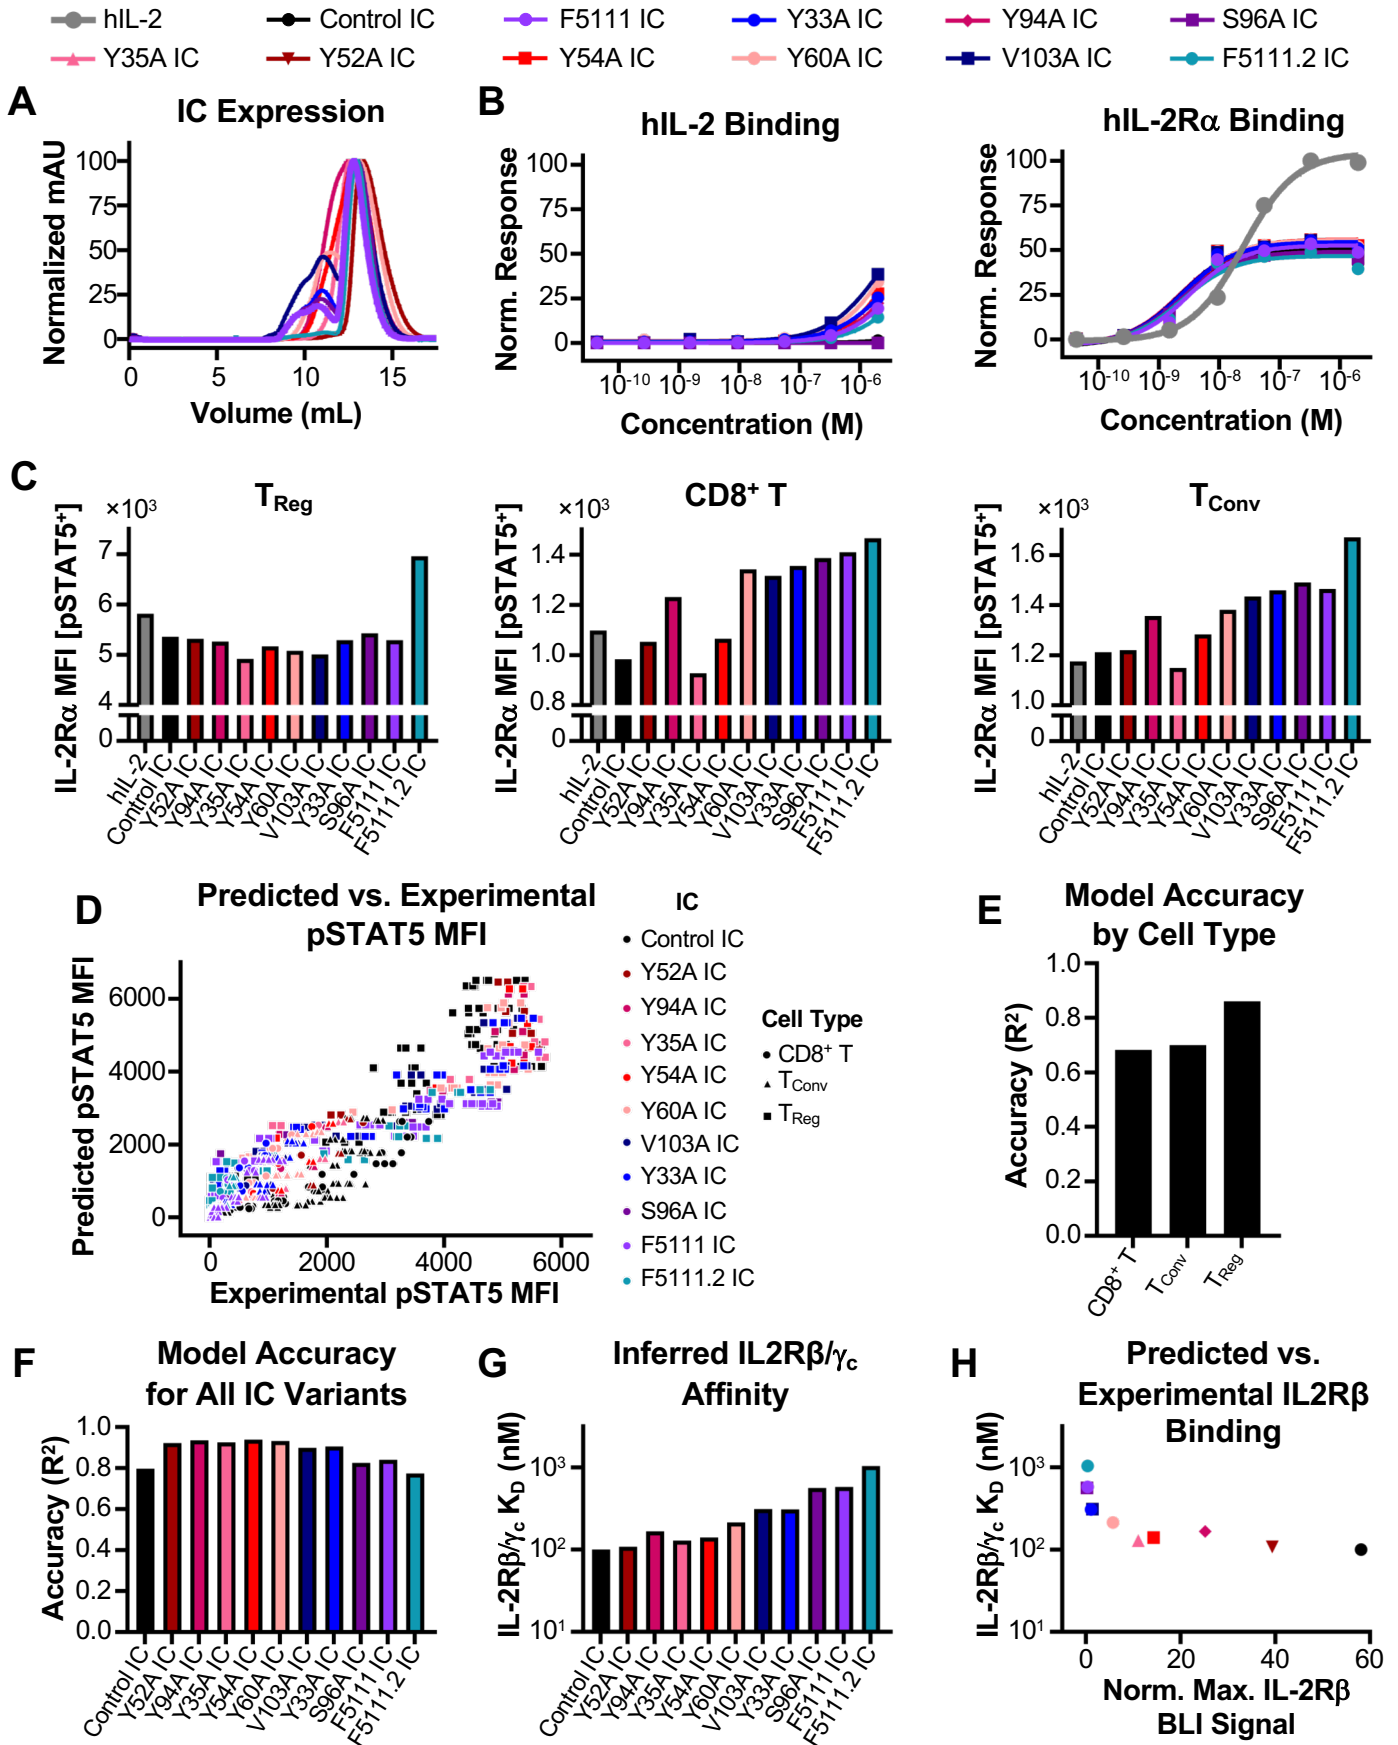 hIL-2 Control IC F5111 IC Y33A IC Y94A IC S96A IC
Y35A IC Y52A IC Y54A IC Y60A IC V103A IC F5111.2 IC
A
IC Expression
Normalized mAU
100
75
50
25
0
0 5 10 15
Volume (mL)
B
hIL-2 Binding
Norm. Response
100
75
50
25
0
10⁻¹⁰ 10⁻⁹ 10⁻⁸ 10⁻⁷ 10⁻⁶
Concentration (M)
hIL-2Rα Binding
Norm. Response
100
75
50
25
0
10⁻¹⁰ 10⁻⁹ 10⁻⁸ 10⁻⁷ 10⁻⁶
Concentration (M)
C
T_Reg
×10³
IL-2Rα MFI [pSTAT5⁺]
7
6
5
4
0
hIL-2 Control IC Y52A IC Y94A IC Y35A IC Y54A IC Y60A IC V103A IC Y33A IC S96A IC F5111 IC F5111.2 IC
CD8⁺ T
×10³
IL-2Rα MFI [pSTAT5⁺]
1.4
1.2
1.0
0.8
0
hIL-2 Control IC Y52A IC Y94A IC Y35A IC Y54A IC Y60A IC V103A IC Y33A IC S96A IC F5111 IC F5111.2 IC
T_Conv
×10³
IL-2Rα MFI [pSTAT5⁺]
1.6
1.4
1.2
1.0
0
hIL-2 Control IC Y52A IC Y94A IC Y35A IC Y54A IC Y60A IC V103A IC Y33A IC S96A IC F5111 IC F5111.2 IC
D
Predicted vs. Experimental
pSTAT5 MFI
Predicted pSTAT5 MFI
6000
4000
2000
0
0 2000 4000 6000
Experimental pSTAT5 MFI
IC
Control IC
Y52A IC
Y94A IC
Y35A IC
Y54A IC
Y60A IC
V103A IC
Y33A IC
S96A IC
F5111 IC
F5111.2 IC
Cell Type
CD8⁺ T
T_Conv
T_Reg
E
Model Accuracy
by Cell Type
Accuracy (R²)
1.0
0.8
0.6
0.4
0.2
0.0
CD8⁺ T T_Conv T_Reg
F
Model Accuracy
for All IC Variants
Accuracy (R²)
1.0
0.8
0.6
0.4
0.2
0.0
Control IC Y52A IC Y94A IC Y35A IC Y54A IC Y60A IC V103A IC Y33A IC S96A IC F5111 IC F5111.2 IC
G
Inferred IL2Rβ/γ_c
Affinity
IL-2Rβ/γ_c K_D (nM)
10³
10²
10¹
Control IC Y52A IC Y94A IC Y35A IC Y54A IC Y60A IC V103A IC Y33A IC S96A IC F5111 IC F5111.2 IC
H
Predicted vs.
Experimental IL2Rβ
Binding
IL-2Rβ/γ_c K_D (nM)
10³
10²
10¹
0 20 40 60
Norm. Max. IL-2Rβ
BLI Signal